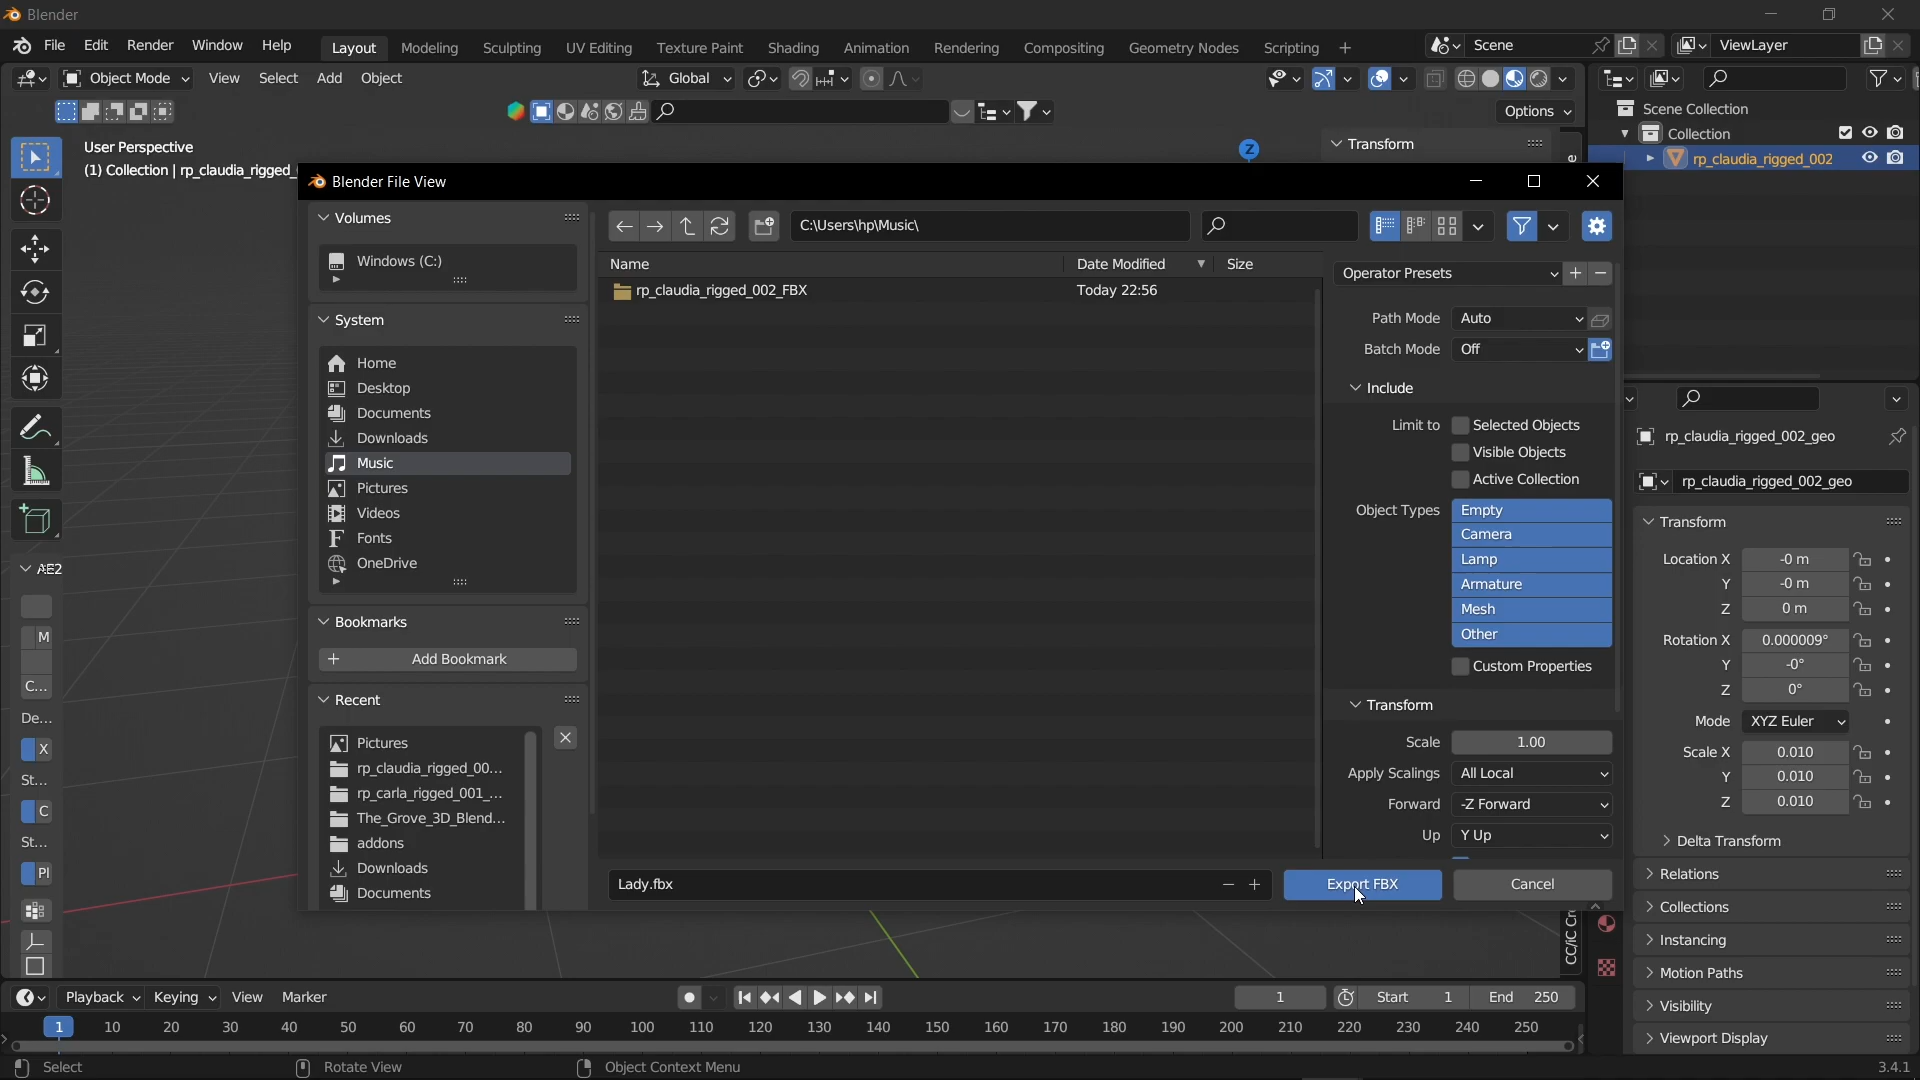 Blender
File Edit Render Window Help Layout Modeling Sculpting UV Editing Texture Paint Shading Animation Rendering Compositing Geometry Nodes Scripting + Scene ViewLayer
Object Mode View Select Add Object Global
Options
Scene Collection
Collection
rp_claudia_rigged_002
User Perspective
(1) Collection | rp_claudia_rigged_
Z
Transform
Blender File View
Volumes
Windows (C:)
System
Home
Desktop
Documents
Downloads
Music
Pictures
Videos
Fonts
OneDrive
Bookmarks
Add Bookmark
Recent
Pictures
rp_claudia_rigged_00...
rp_carla_rigged_001_...
The_Grove_3D_Blend...
addons
Downloads
Documents
C:\Users\hp\Music\
Name Date Modified Size
rp_claudia_rigged_002_FBX Today 22:56
Lady.fbx
Export FBX Cancel
Operator Presets
Path Mode Auto
Batch Mode Off
Include
Limit to Selected Objects
Visible Objects
Active Collection
Object Types Empty
Camera
Lamp
Armature
Mesh
Other
Custom Properties
Transform
Scale 1.00
Apply Scalings All Local
Forward -Z Forward
Up Y Up
M
C...
De...
X
St...
C
St...
Pl
rp_claudia_rigged_002_geo
rp_claudia_rigged_002_geo
Transform
Location X -0 m
Y -0 m
Z 0 m
Rotation X 0.000009°
Y -0°
Z 0°
Mode XYZ Euler
Scale X 0.010
Y 0.010
Z 0.010
Delta Transform
Relations
Collections
Instancing
Motion Paths
Visibility
Viewport Display
Playback Keying View Marker 1 Start 1 End 250
1 10 20 30 40 50 60 70 80 90 100 110 120 130 140 150 160 170 180 190 200 210 220 230 240 250
Select Rotate View Object Context Menu 3.4.1